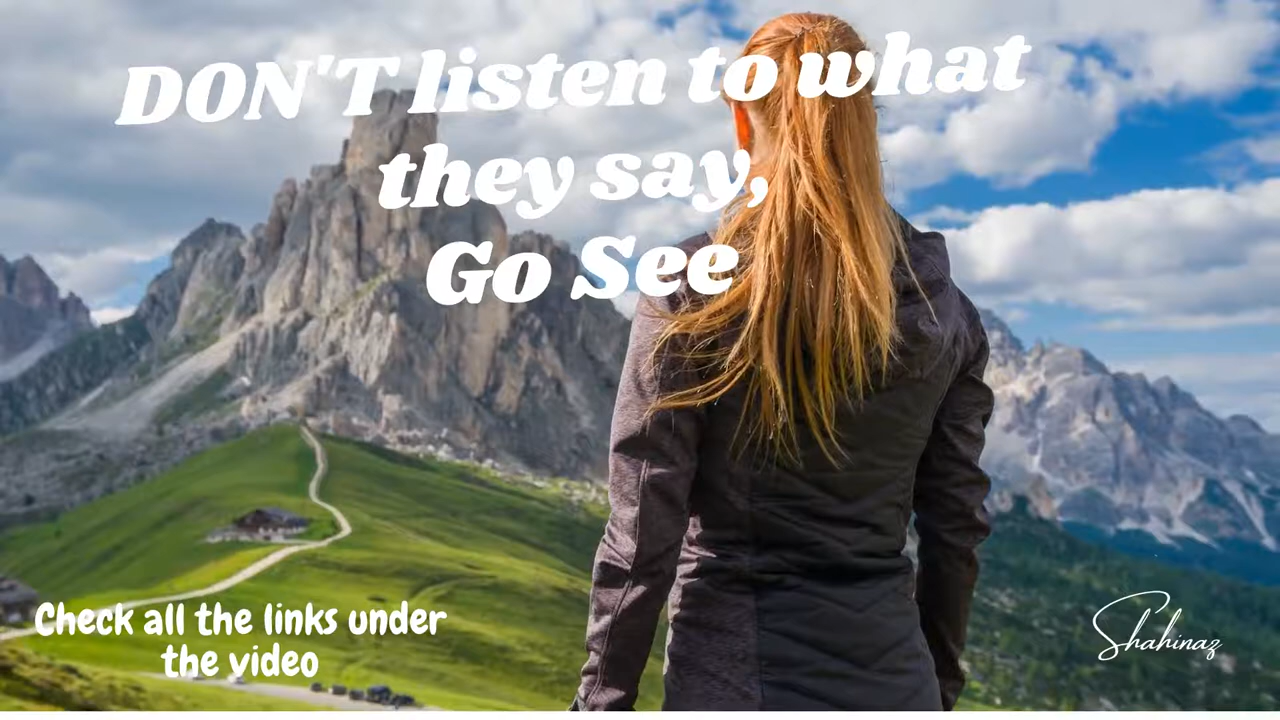 DON'T listen to what
they say,
Go See
Check all the links under
the video
Shahinaz